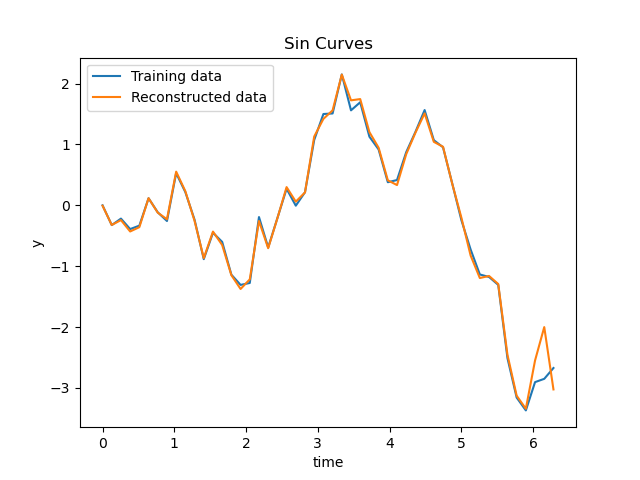 Sin Curves
Training data
Reconstructed data
y
2
1
0
−1
−2
−3
0 1 2 3 4 5 6
time